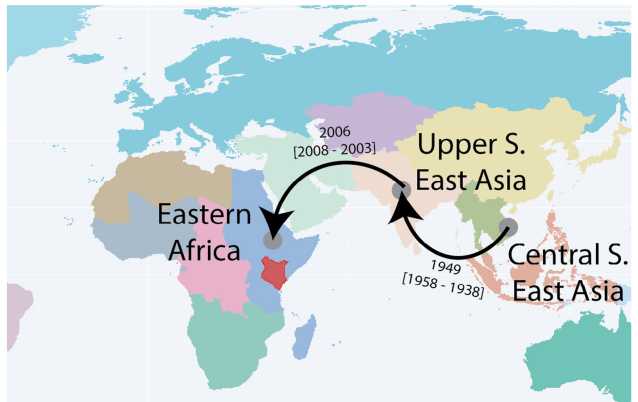 2006
[2008 - 2003]
Upper S.
East Asia
Eastern
Africa
Central S.
East Asia
1949
[1958 - 1938]